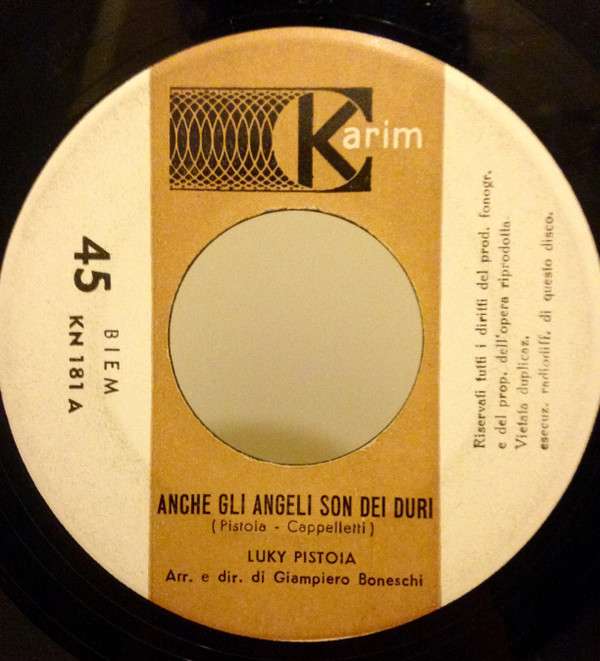 Karim
45
BIEM
KN 181 A
Riservati tutti i diritti del prod. fonogr.
e del prop. dell'opera riprodotta
Vietata duplicaz.
esecuz. radiodiff. di questo disco.
ANCHE GLI ANGELI SON DEI DURI
(Pistoia - Cappelletti)
LUKY PISTOIA
Arr. e dir. di Giampiero Boneschi